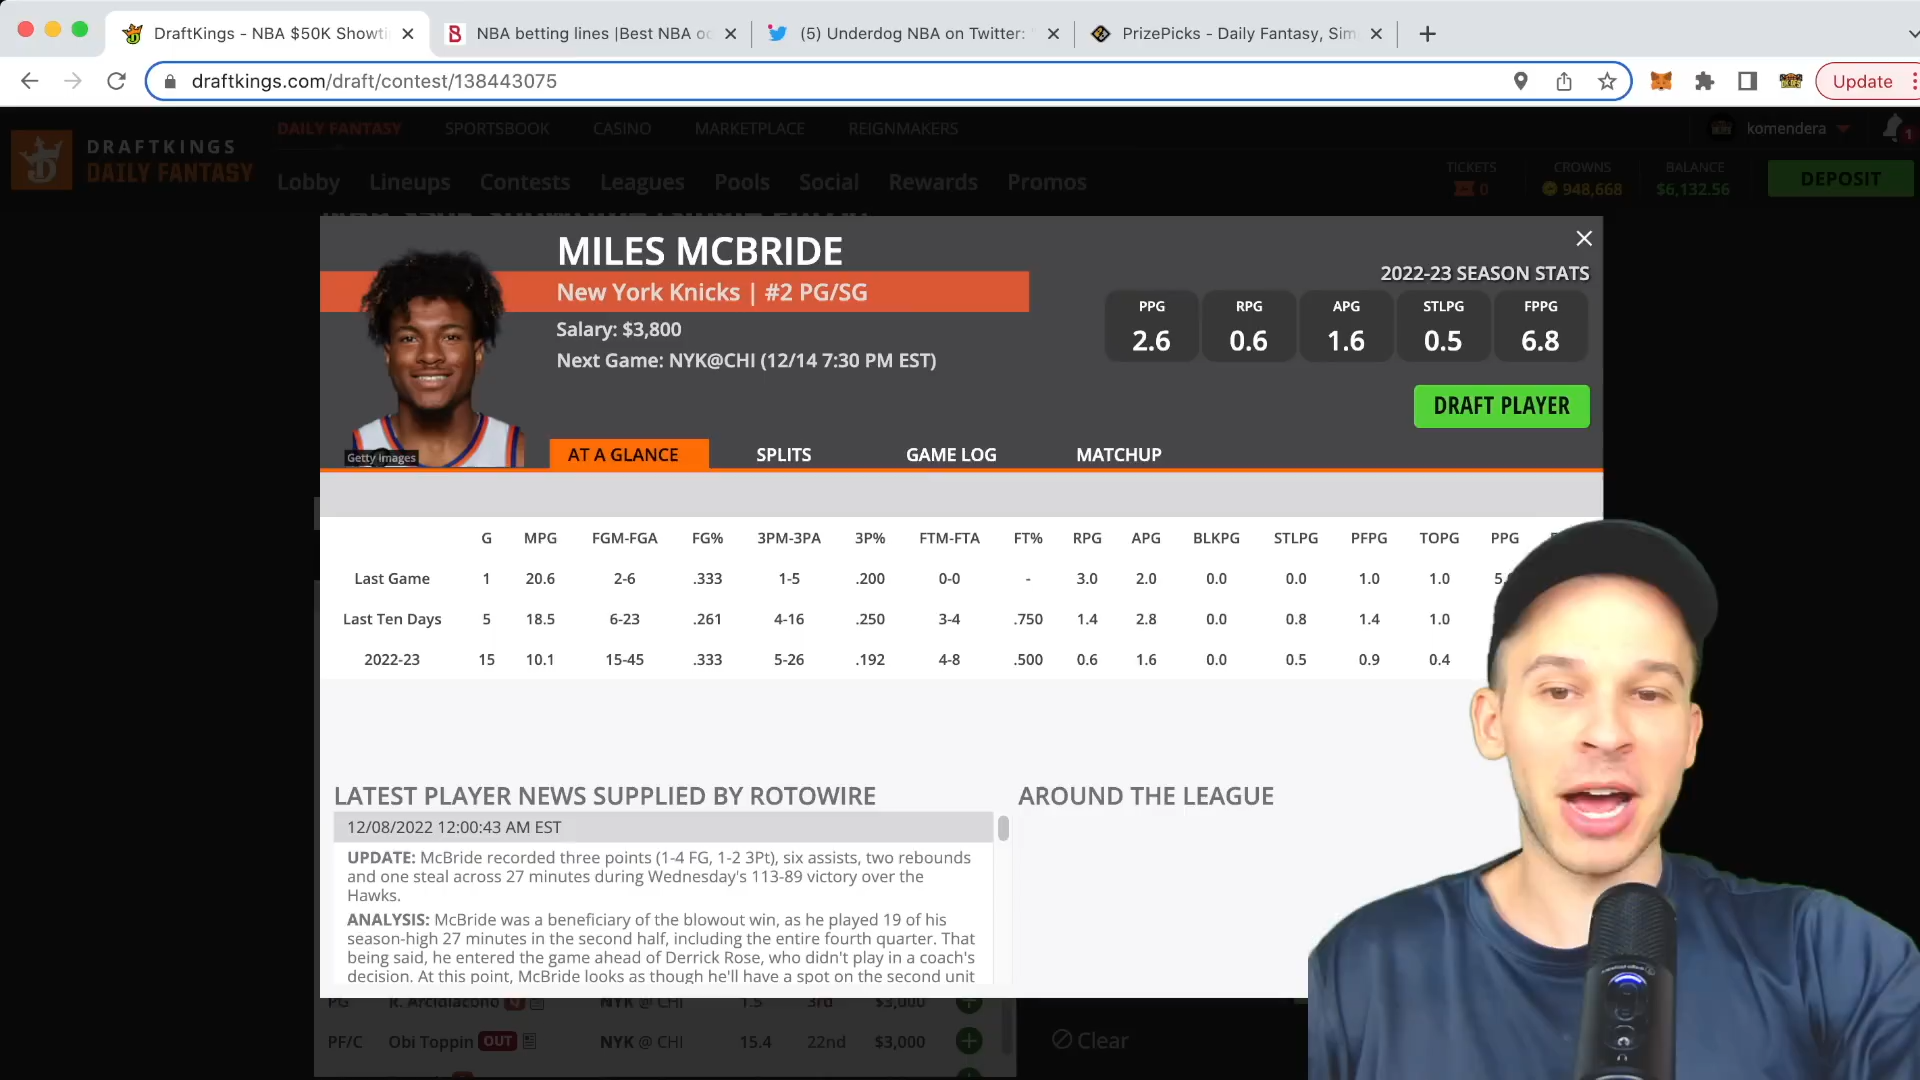 DraftKings - NBA $50K Showti
NBA betting lines |Best NBA od
(5) Underdog NBA on Twitter: "
PrizePicks - Daily Fantasy, Sim
draftkings.com/draft/contest/138443075
Update
DRAFTKINGS
DAILY FANTASY
DAILY FANTASY SPORTSBOOK CASINO MARKETPLACE REIGNMAKERS
komendera
1
Lobby Lineups Contests Leagues Pools Social Rewards Promos
TICKETS
0
CROWNS
948,668
BALANCE
$6,132.56
DEPOSIT
MILES MCBRIDE
New York Knicks | #2 PG/SG
Salary: $3,800
Next Game: NYK@CHI (12/14 7:30 PM EST)
Getty Images
2022-23 SEASON STATS
PPG RPG APG STLPG FPPG
2.6 0.6 1.6 0.5 6.8
DRAFT PLAYER
AT A GLANCE SPLITS GAME LOG MATCHUP
G MPG FGM-FGA FG% 3PM-3PA 3P% FTM-FTA FT% RPG APG BLKPG STLPG PFPG TOPG PPG
Last Game 1 20.6 2-6 .333 1-5 .200 0-0 - 3.0 2.0 0.0 0.0 1.0 1.0 5.
Last Ten Days 5 18.5 6-23 .261 4-16 .250 3-4 .750 1.4 2.8 0.0 0.8 1.4 1.0
2022-23 15 10.1 15-45 .333 5-26 .192 4-8 .500 0.6 1.6 0.0 0.5 0.9 0.4
LATEST PLAYER NEWS SUPPLIED BY ROTOWIRE
12/08/2022 12:00:43 AM EST
UPDATE: McBride recorded three points (1-4 FG, 1-2 3Pt), six assists, two rebounds
and one steal across 27 minutes during Wednesday's 113-89 victory over the
Hawks.
ANALYSIS: McBride was a beneficiary of the blowout win, as he played 19 of his
season-high 27 minutes in the second half, including the entire fourth quarter. That
being said, he entered the game ahead of Derrick Rose, who didn't play in a coach's
decision. At this point, McBride looks as though he'll have a spot on the second unit
AROUND THE LEAGUE
PG R. Arcidiacono Q NYK @ CHI 1.5 3rd $3,000
PF/C Obi Toppin OUT NYK @ CHI 15.4 22nd $3,000
Clear